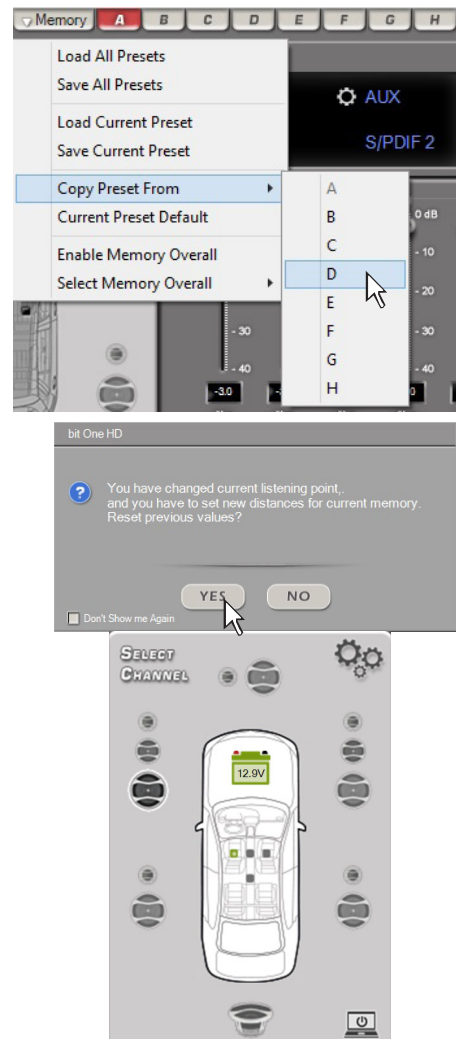 Memory A B C D E F G H
Load All Presets
Save All Presets
AUX
Load Current Preset
S/PDIF 2
Save Current Preset
Copy Preset From
A
Current Preset Default
B
0 dB
C
Enable Memory Overall
- 10
D
Select Memory Overall
- 20
E
- 30
F
- 30
G
- 40
- 40
H
-3.0
bit One HD
You have changed current listening point,.
and you have to set new distances for current memory.
Reset previous values?
YES NO
Don't Show me Again
SELECT
CHANNEL
12.9V